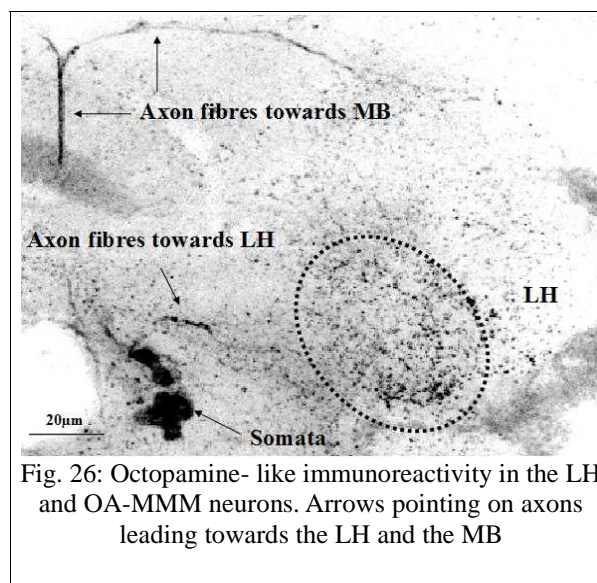 Axon fibres towards MB
Axon fibres towards LH
LH
20µm
Somata
Fig. 26: Octopamine- like immunoreactivity in the LH
and OA-MMM neurons. Arrows pointing on axons
leading towards the LH and the MB